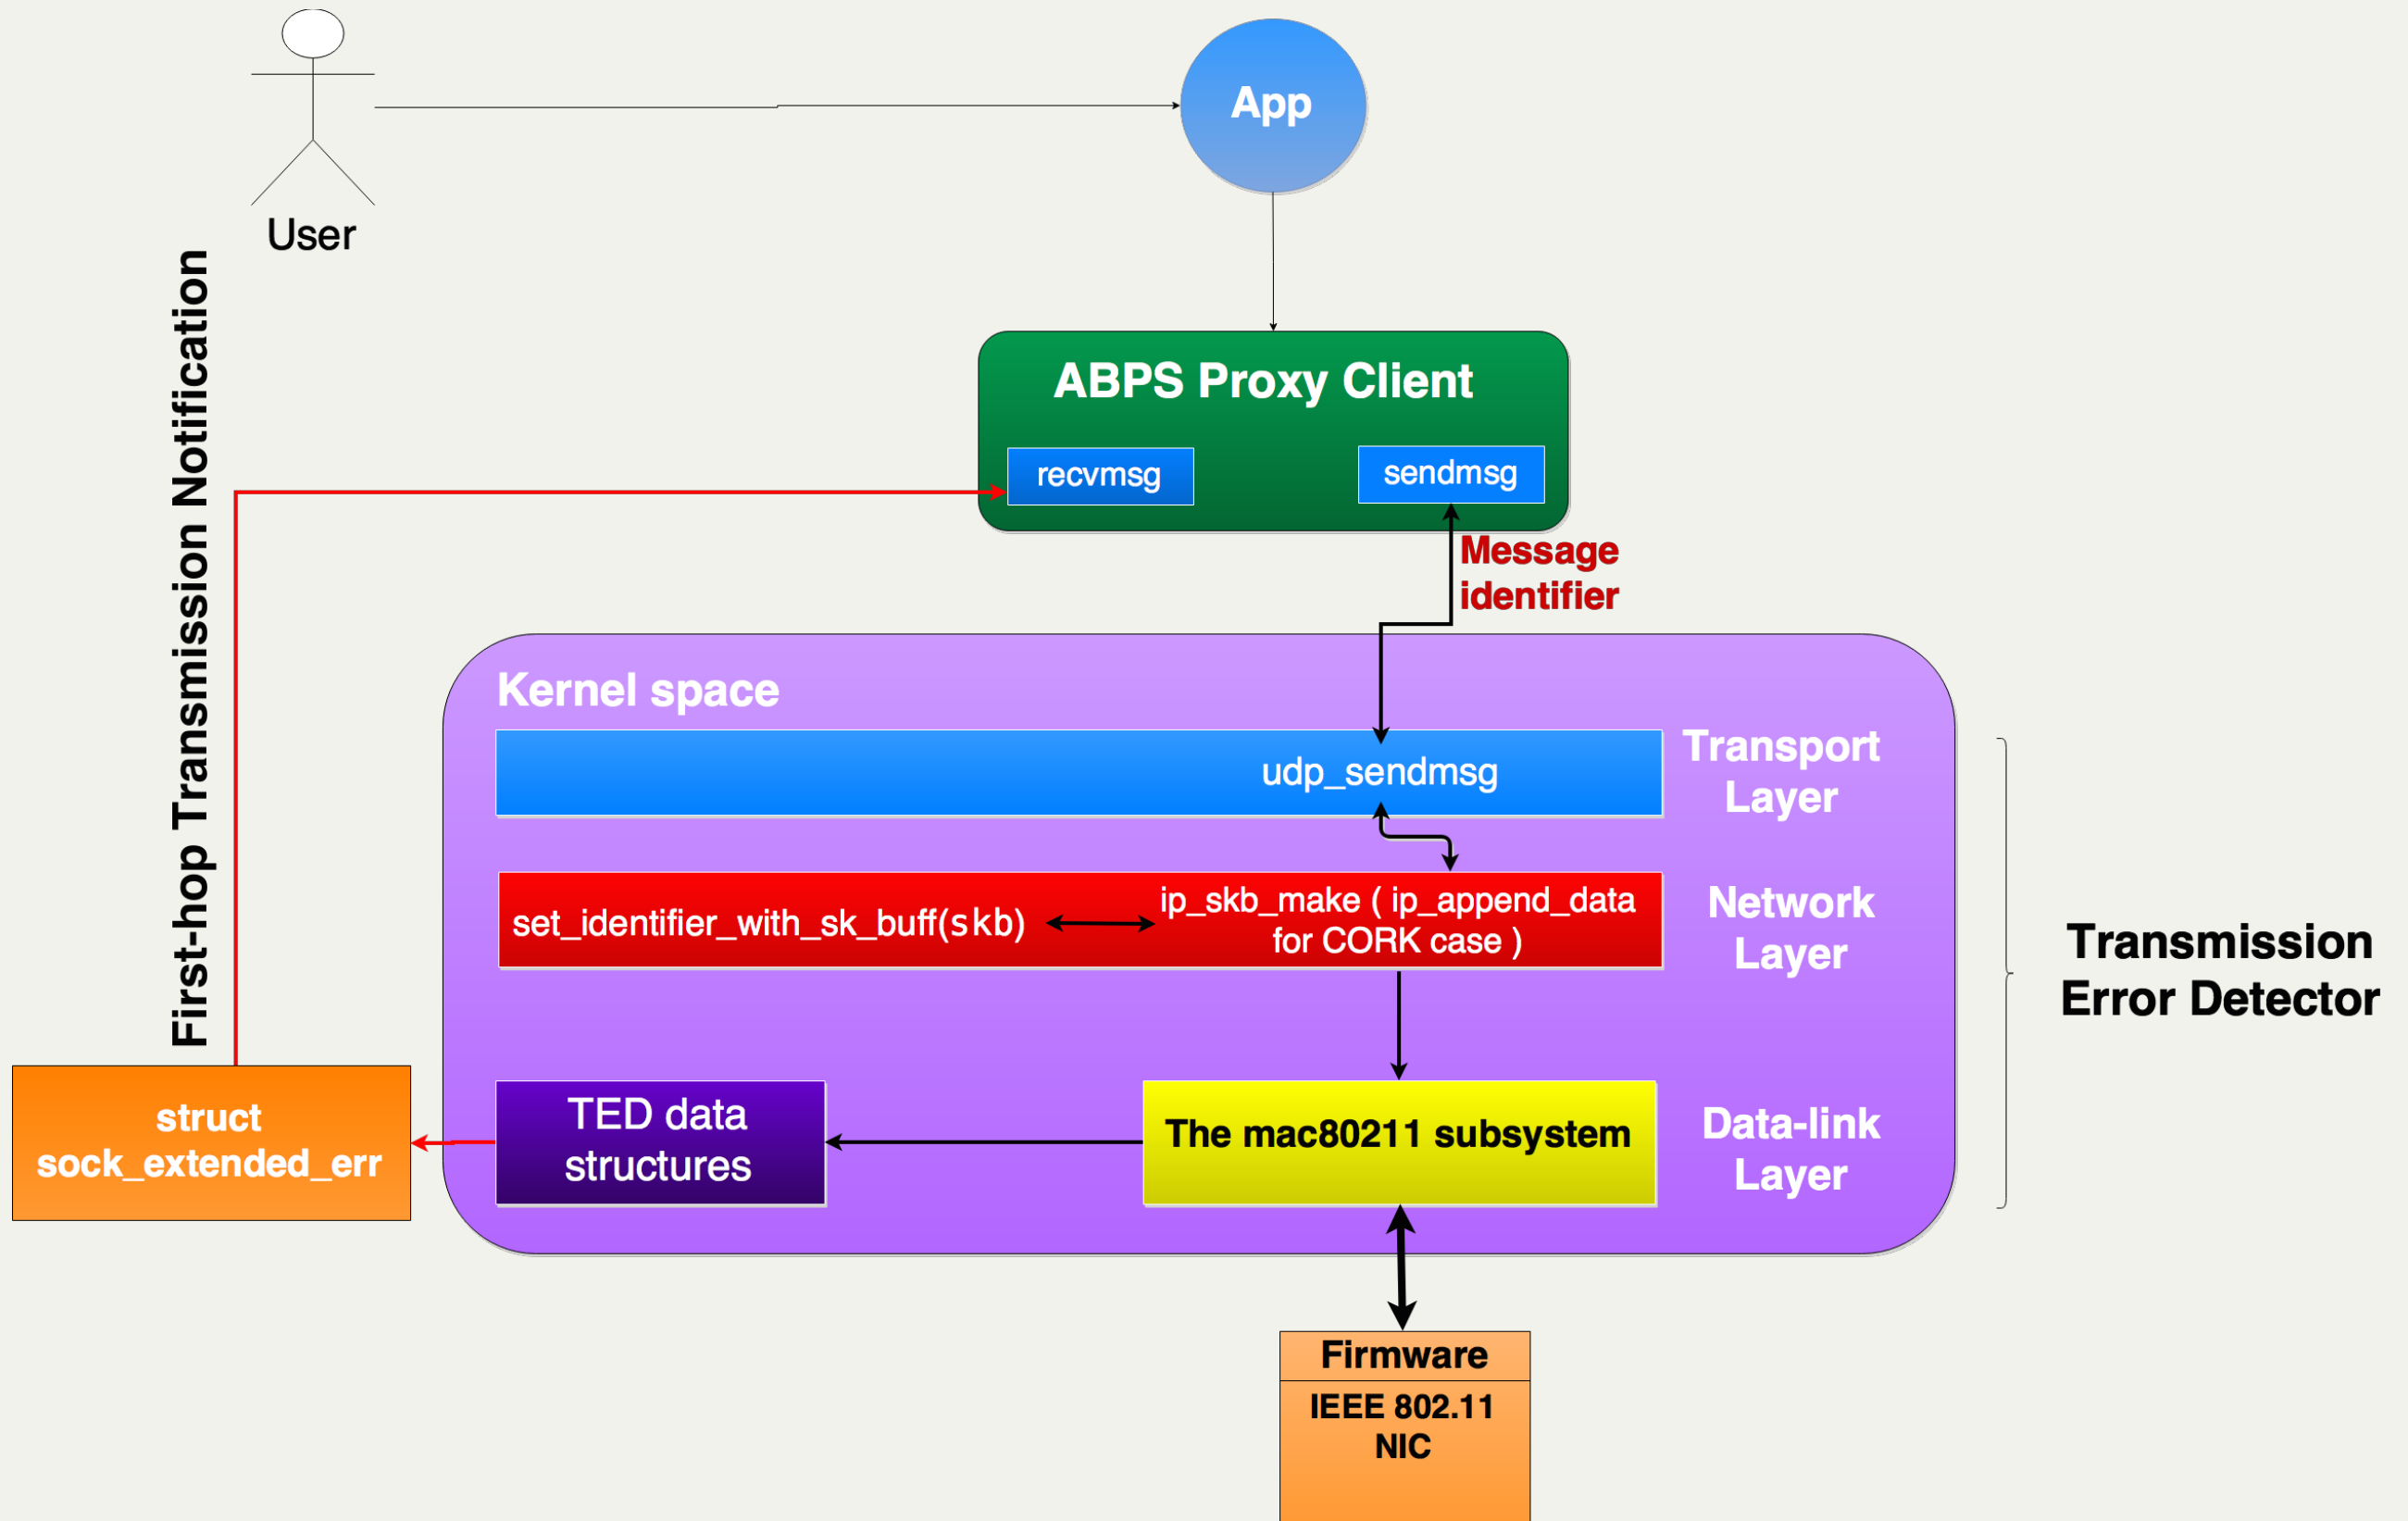 App
User
First-hop Transmission Notification
ABPS Proxy Client
recvmsg
sendmsg
Message
identifier
Kernel space
udp_sendmsg
Transport
Layer
set_identifier_with_sk_buff(skb)
ip_skb_make ( ip_append_data
for CORK case )
Network
Layer
Transmission
Error Detector
struct
sock_extended_err
TED data
structures
The mac80211 subsystem
Data-link
Layer
Firmware
IEEE 802.11
NIC